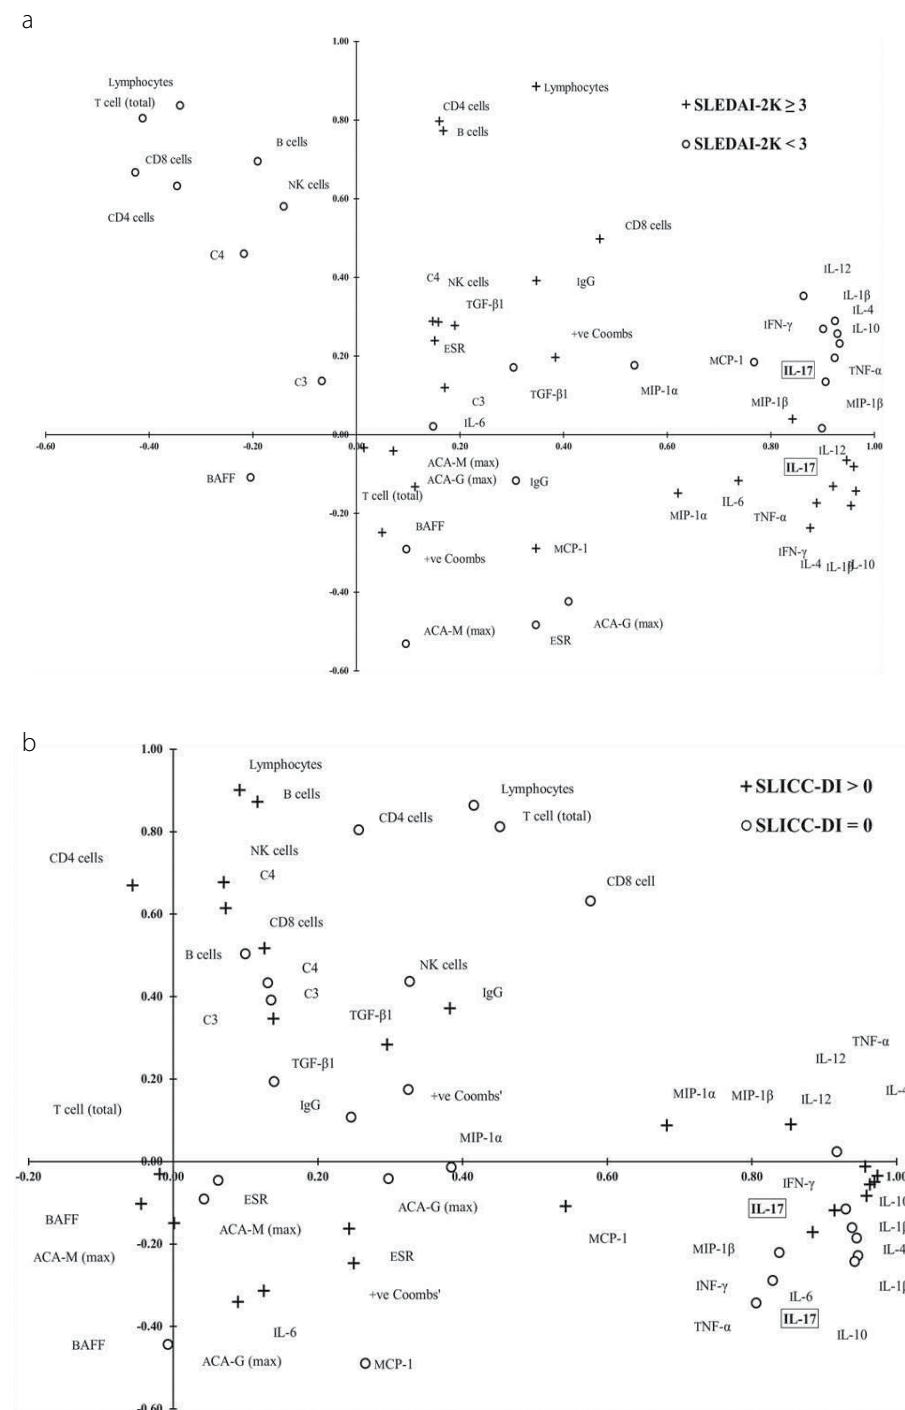 a
1.00
Lymphocytes
Lymphocytes
T cell (total)
CD4 cells
+ SLEDAI-2K ≥ 3
0.80
B cells
B cells
o SLEDAI-2K < 3
CD8 cells
NK cells
0.60
CD4 cells
CD8 cells
C4
IL-12
0.40
C4
NK cells
IgG
IL-1β
TGF-β1
IL-4
IFN-γ
IL-10
+ve Coombs
ESR
0.20
MCP-1
IL-17
TNF-α
C3
TGF-β1
MIP-1α
C3
MIP-1β
MIP-1β
IL-6
-0.60
-0.40
-0.20
0.00
0.20
0.40
0.60
0.80
1.00
IL-12
ACA-M (max)
IL-17
BAFF
ACA-G (max)
IgG
T cell (total)
IL-6
-0.20
MIP-1α
TNF-α
BAFF
MCP-1
IFN-γ
+ve Coombs
IL-4
IL-1β
IL-10
-0.40
ACA-M (max)
ACA-G (max)
ESR
-0.60
b
1.00
Lymphocytes
+ SLICC-DI > 0
B cells
Lymphocytes
CD4 cells
T cell (total)
o SLICC-DI = 0
0.80
NK cells
CD4 cells
C4
CD8 cell
0.60
CD8 cells
B cells
C4
NK cells
C3
IgG
0.40
C3
TGF-β1
TNF-α
TGF-β1
IL-12
0.20
+ve Coombs'
MIP-1α
MIP-1β
IL-12
IgG
T cell (total)
MIP-1α
0.00
-0.20
0.00
0.20
0.40
0.60
0.80
1.00
IFN-γ
ESR
ACA-G (max)
IL-17
BAFF
ACA-M (max)
MCP-1
-0.20
MIP-1β
IL-4
ACA-M (max)
ESR
INF-γ
+ve Coombs'
IL-6
IL-17
-0.40
IL-6
TNF-α
IL-10
BAFF
ACA-G (max)
MCP-1
-0.60